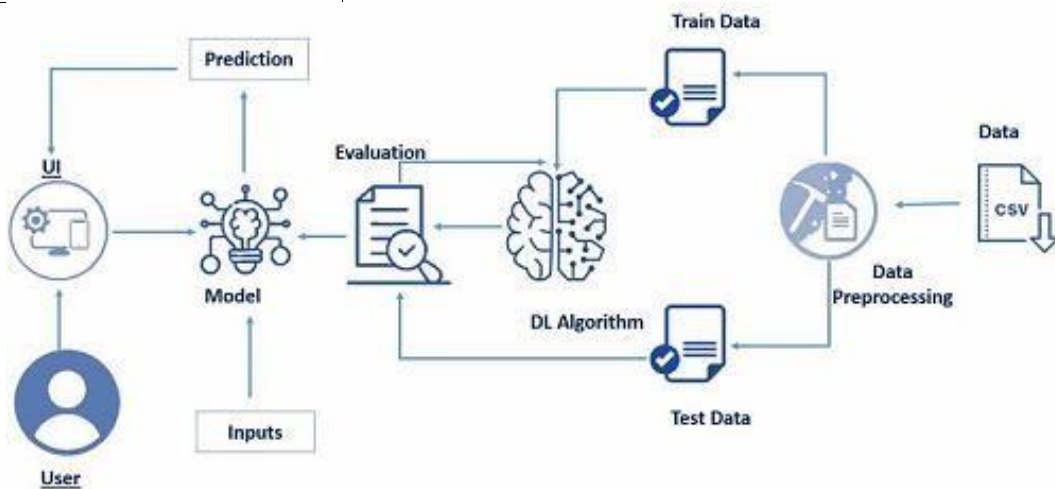 Train Data
Prediction
Data
Evaluation
UI
CSV
Model
Data
Preprocessing
DL Algorithm
Test Data
Inputs
User